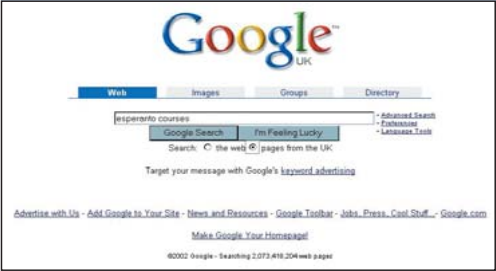 Google™
UK
Web Images Groups Directory
esperanto courses
• Advanced Search
• Preferences
• Language Tools
Google Search I'm Feeling Lucky
Search: the web pages from the UK
Target your message with Google's keyword advertising
Advertise with Us - Add Google to Your Site - News and Resources - Google Toolbar - Jobs, Press, Cool Stuff... - Google.com
Make Google Your Homepage!
©2002 Google - Searching 2,073,418,204 web pages